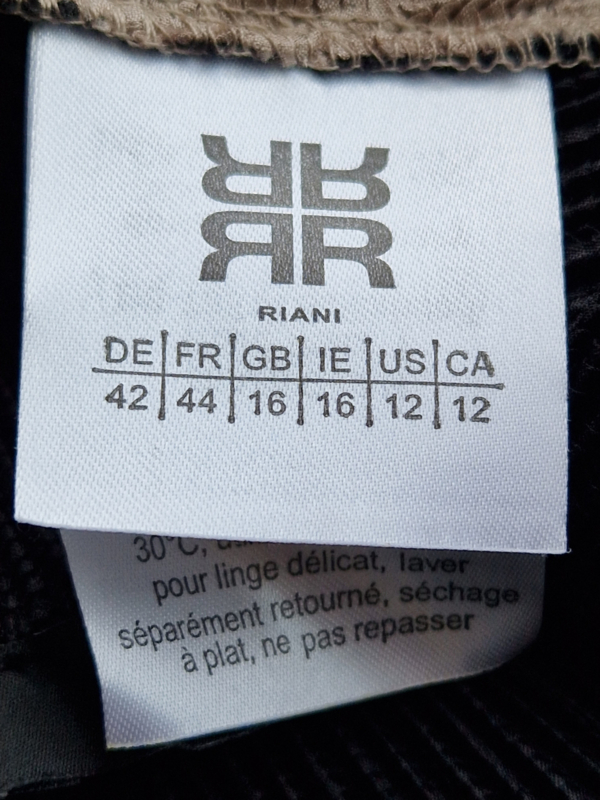 RIANI
DE FR GB IE US CA
42 44 16 16 12 12
30°C,
pour linge délicat, laver
séparément retourné, séchage
à plat, ne pas repasser